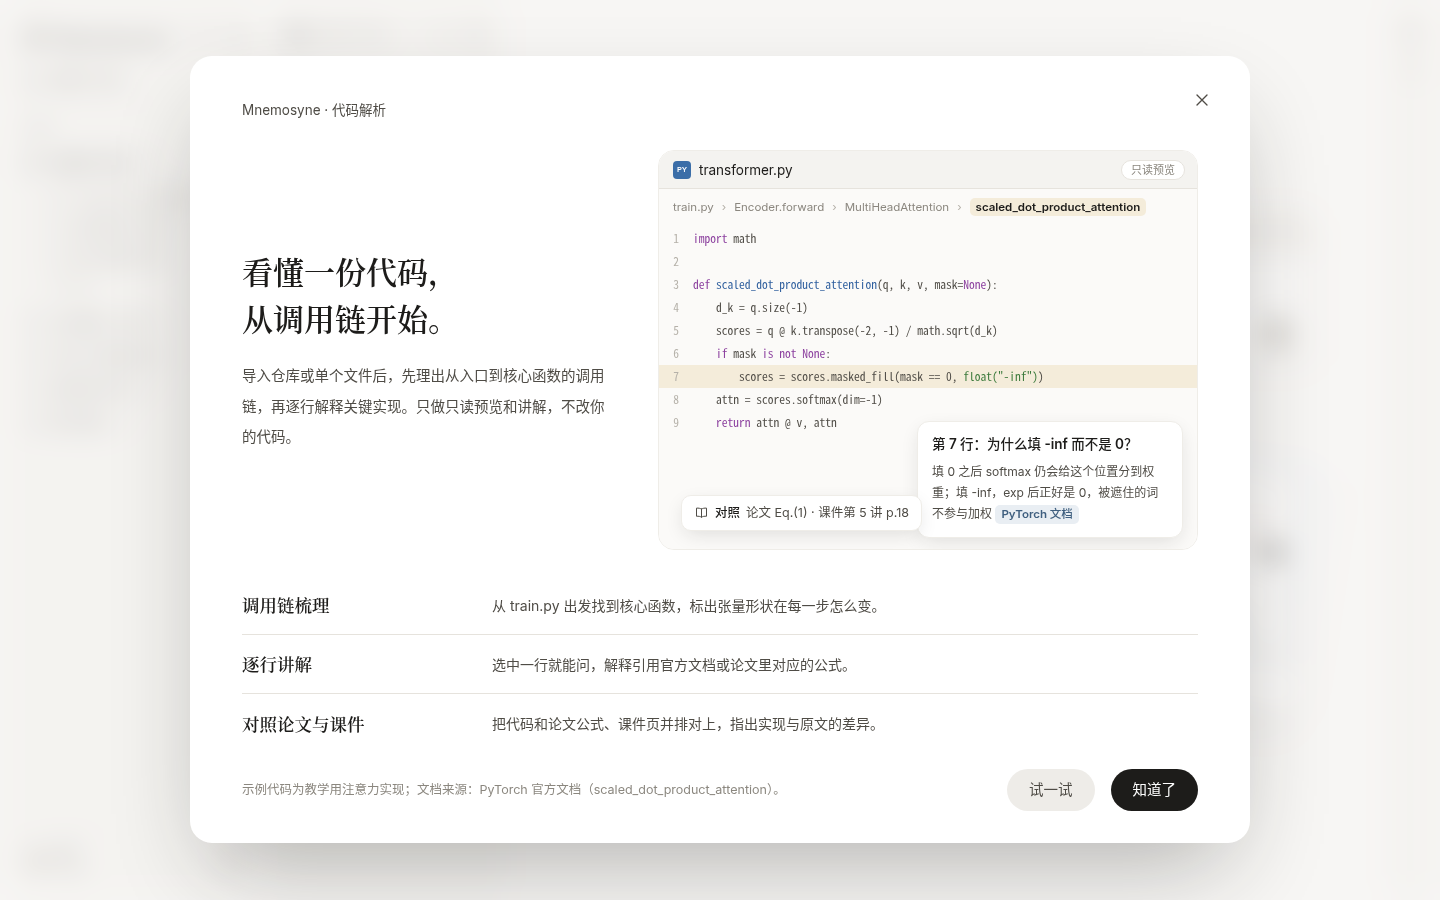 Mnemosyne · 代码解析
看懂一份代码，
从调用链开始。
导入仓库或单个文件后，先理出从入口到核心函数的调用
链，再逐行解释关键实现。只做只读预览和讲解，不改你
的代码。
PY transformer.py 只读预览
train.py › Encoder.forward › MultiHeadAttention › scaled_dot_product_attention
1 import math
2
3 def scaled_dot_product_attention(q, k, v, mask=None):
4     d_k = q.size(-1)
5     scores = q @ k.transpose(-2, -1) / math.sqrt(d_k)
6     if mask is not None:
7         scores = scores.masked_fill(mask == 0, float("-inf"))
8     attn = scores.softmax(dim=-1)
9     return attn @ v, attn
第 7 行：为什么填 -inf 而不是 0？
填 0 之后 softmax 仍会给这个位置分到权
重；填 -inf，exp 后正好是 0，被遮住的词
不参与加权 PyTorch 文档
对照 论文 Eq.(1) · 课件第 5 讲 p.18
调用链梳理 从 train.py 出发找到核心函数，标出张量形状在每一步怎么变。
逐行讲解 选中一行就能问，解释引用官方文档或论文里对应的公式。
对照论文与课件 把代码和论文公式、课件页并排对上，指出实现与原文的差异。
示例代码为教学用注意力实现；文档来源：PyTorch 官方文档（scaled_dot_product_attention）。
试一试 知道了